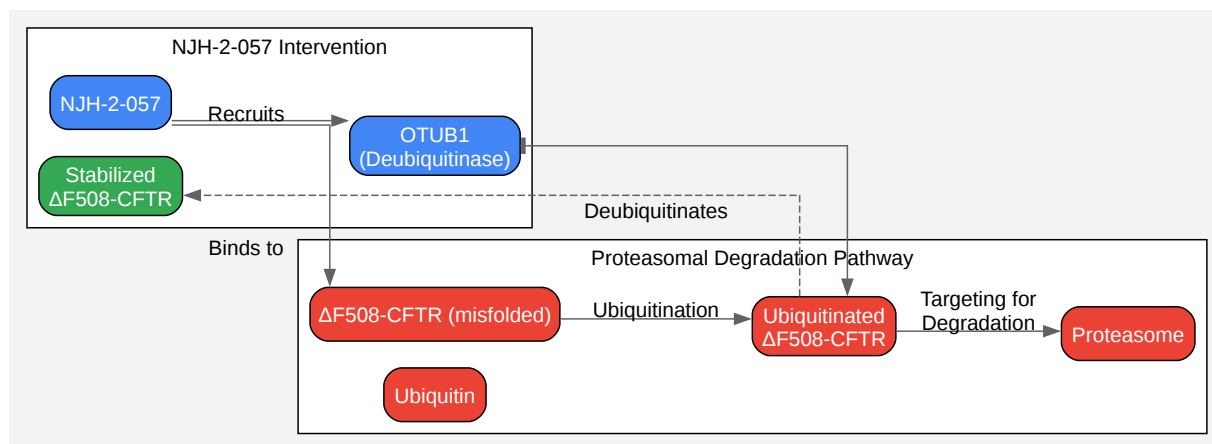 NJH-2-057 Intervention
NJH-2-057
Recruits
OTUB1
(Deubiquitinase)
Stabilized
ΔF508-CFTR
Deubiquitinates
Binds to
Proteasomal Degradation Pathway
ΔF508-CFTR (misfolded)
Ubiquitination
Ubiquitinated
ΔF508-CFTR
Targeting for
Degradation
Proteasome
Ubiquitin